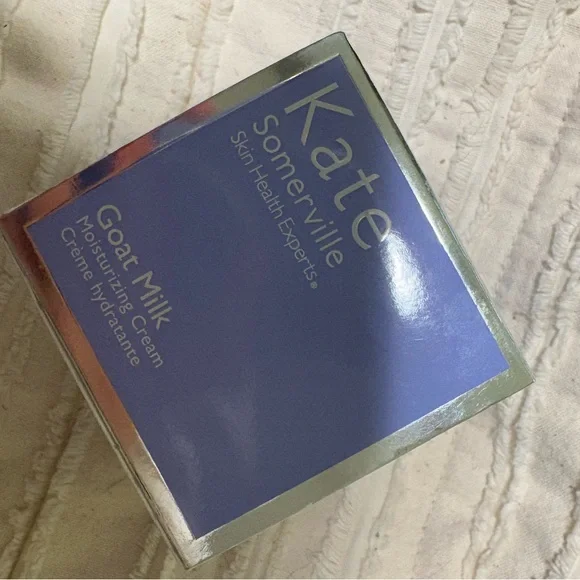 Kate
Somerville
Skin Health Experts®
Goat Milk
Moisturizing Cream
Crème hydratante